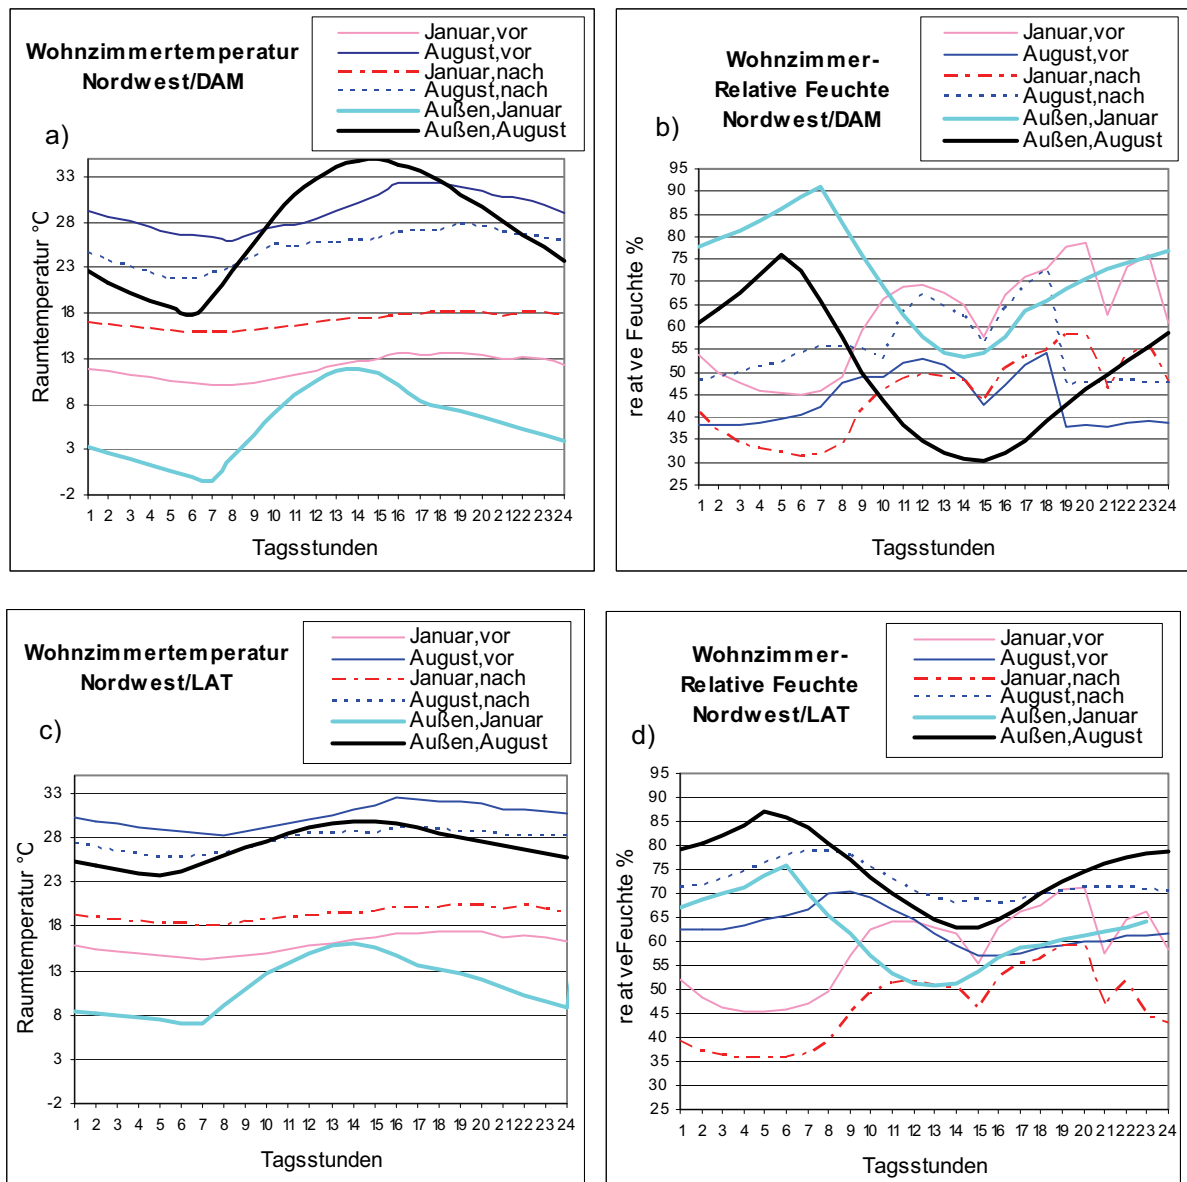 Wohnzimmertemperatur
Nordwest/DAM
Januar,vor
August,vor
Januar,nach
August,nach
Außen,Januar
Außen,August
a)
Raumtemperatur °C
33
28
23
18
13
8
3
-2
1 2 3 4 5 6 7 8 9 10 11 12 13 14 15 16 17 18 19 20 21 22 23 24
Tagsstunden
Wohnzimmer-
Relative Feuchte
Nordwest/DAM
Januar,vor
August,vor
Januar,nach
August,nach
Außen,Januar
Außen,August
b)
relative Feuchte %
95
90
85
80
75
70
65
60
55
50
45
40
35
30
25
1 2 3 4 5 6 7 8 9 10 11 12 13 14 15 16 17 18 19 20 21 22 23 24
Tagsstunden
Wohnzimmertemperatur
Nordwest/LAT
Januar,vor
August,vor
Januar,nach
August,nach
Außen,Januar
Außen,August
c)
Raumtemperatur °C
33
28
23
18
13
8
3
-2
1 2 3 4 5 6 7 8 9 10 11 12 13 14 15 16 17 18 19 20 21 22 23 24
Tagsstunden
Wohnzimmer-
Relative Feuchte
Nordwest/LAT
Januar,vor
August,vor
Januar,nach
August,nach
Außen,Januar
Außen,August
d)
relativeFeuchte %
95
90
85
80
75
70
65
60
55
50
45
40
35
30
25
1 2 3 4 5 6 7 8 9 10 11 12 13 14 15 16 17 18 19 20 21 22 23 24
Tagsstunden